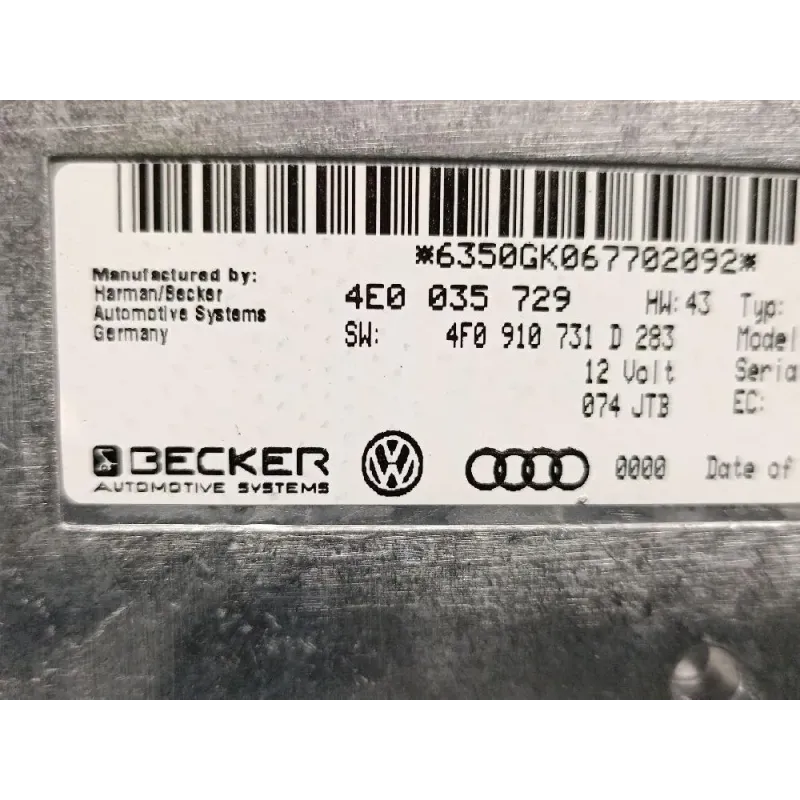 *6350GK067702092*
Manufactured by:
Harman/Becker
Automotive Systems
Germany
4E0 035 729 HW: 43 Typ:
SW: 4F0 910 731 D 283 Model
12 Volt Seria
074 JTB EC:
BECKER
AUTOMOTIVE SYSTEMS
VW
0000 Date of